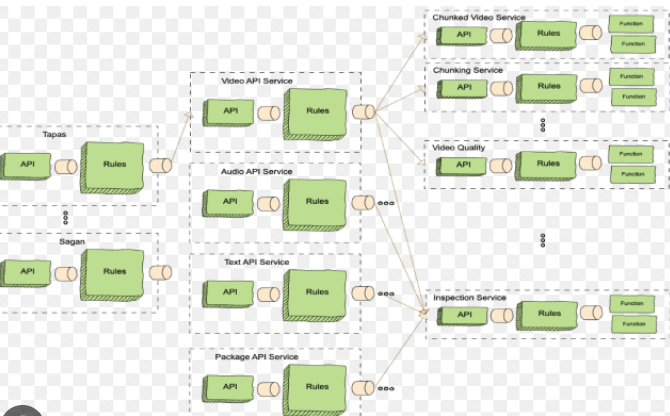 Tapas
API
Rules
Sagan
API
Rules
Video API Service
API
Rules
Audio API Service
API
Rules
Text API Service
API
Rules
Package API Service
API
Rules
Chunked Video Service
API
Rules
Function
Function
Chunking Service
API
Rules
Function
Function
Video Quality
API
Rules
Function
Function
Inspection Service
API
Rules
Function
Function